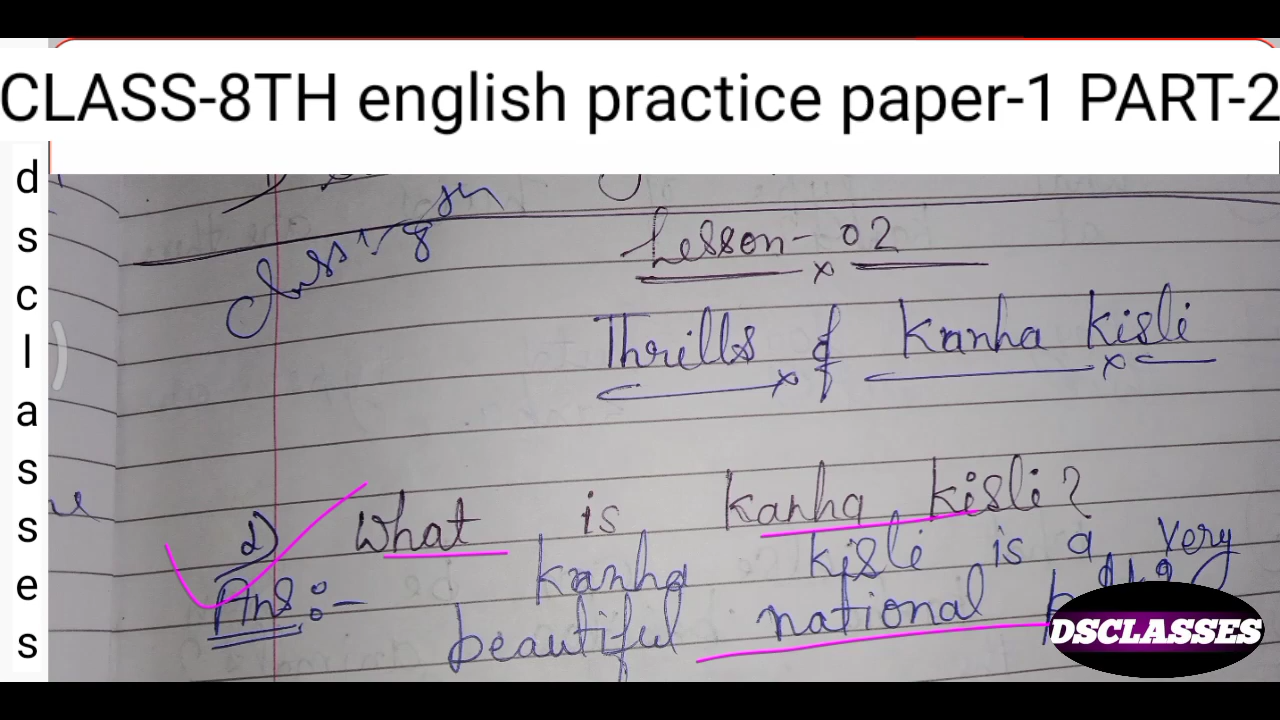 CLASS-8TH english practice paper-1 PART-2
dsclasses
Class :- 8
Lesson - 02
Thrills of Kanha Kisli
What is Kanha Kisli?
Ans :- Kanha Kisli is a very
beautiful national
DSCLASSES